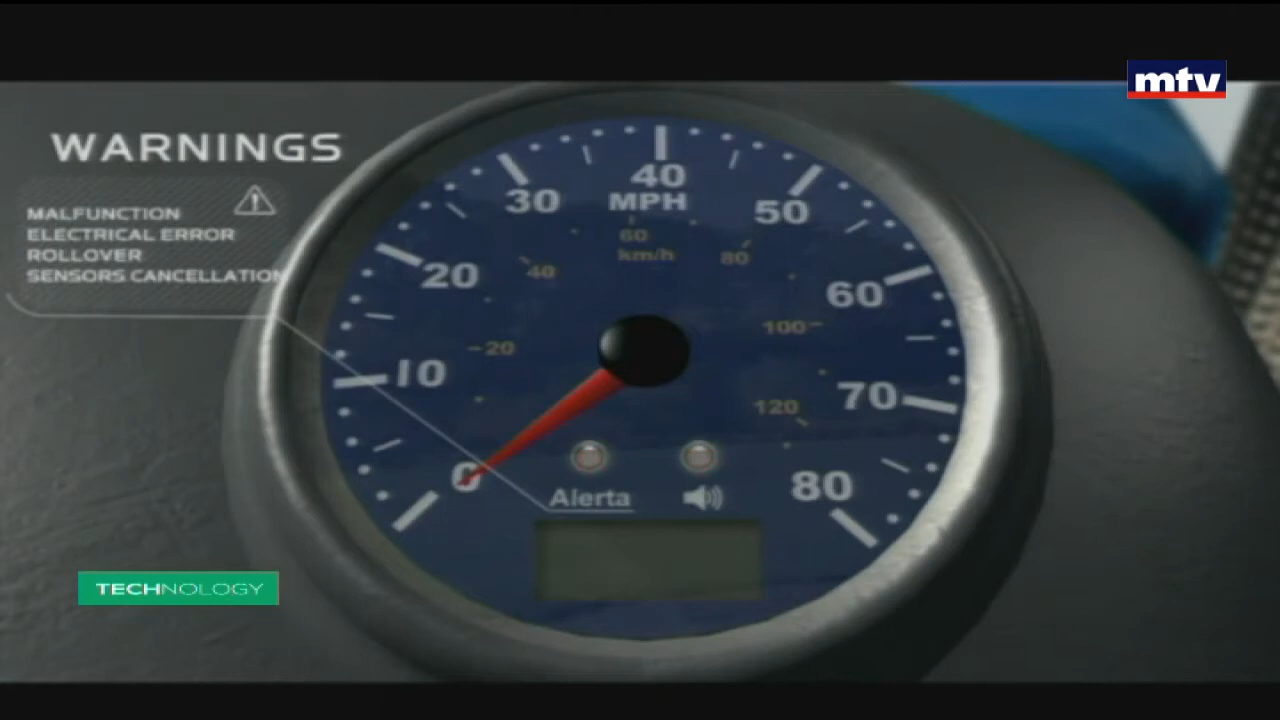 mtv
WARNINGS
MALFUNCTION
ELECTRICAL ERROR
ROLLOVER
SENSORS CANCELLATION
0
10
20
30
40
50
60
70
80
MPH
20
40
60
km/h
80
100
120
Alerta
TECHNOLOGY